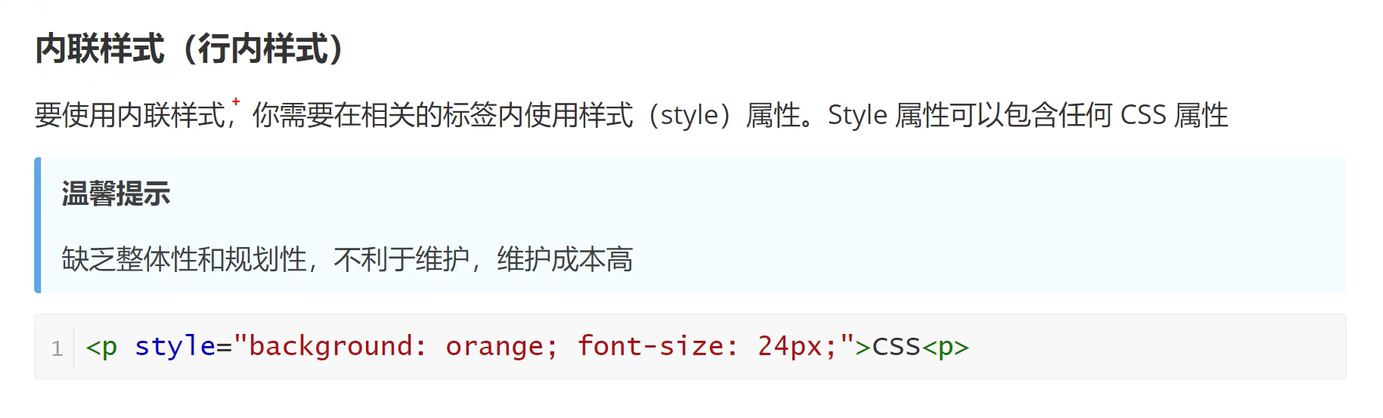 内联样式（行内样式）
要使用内联样式，你需要在相关的标签内使用样式（style）属性。Style 属性可以包含任何 CSS 属性
温馨提示
缺乏整体性和规划性，不利于维护，维护成本高
1 <p style="background: orange; font-size: 24px;">CSS<p>